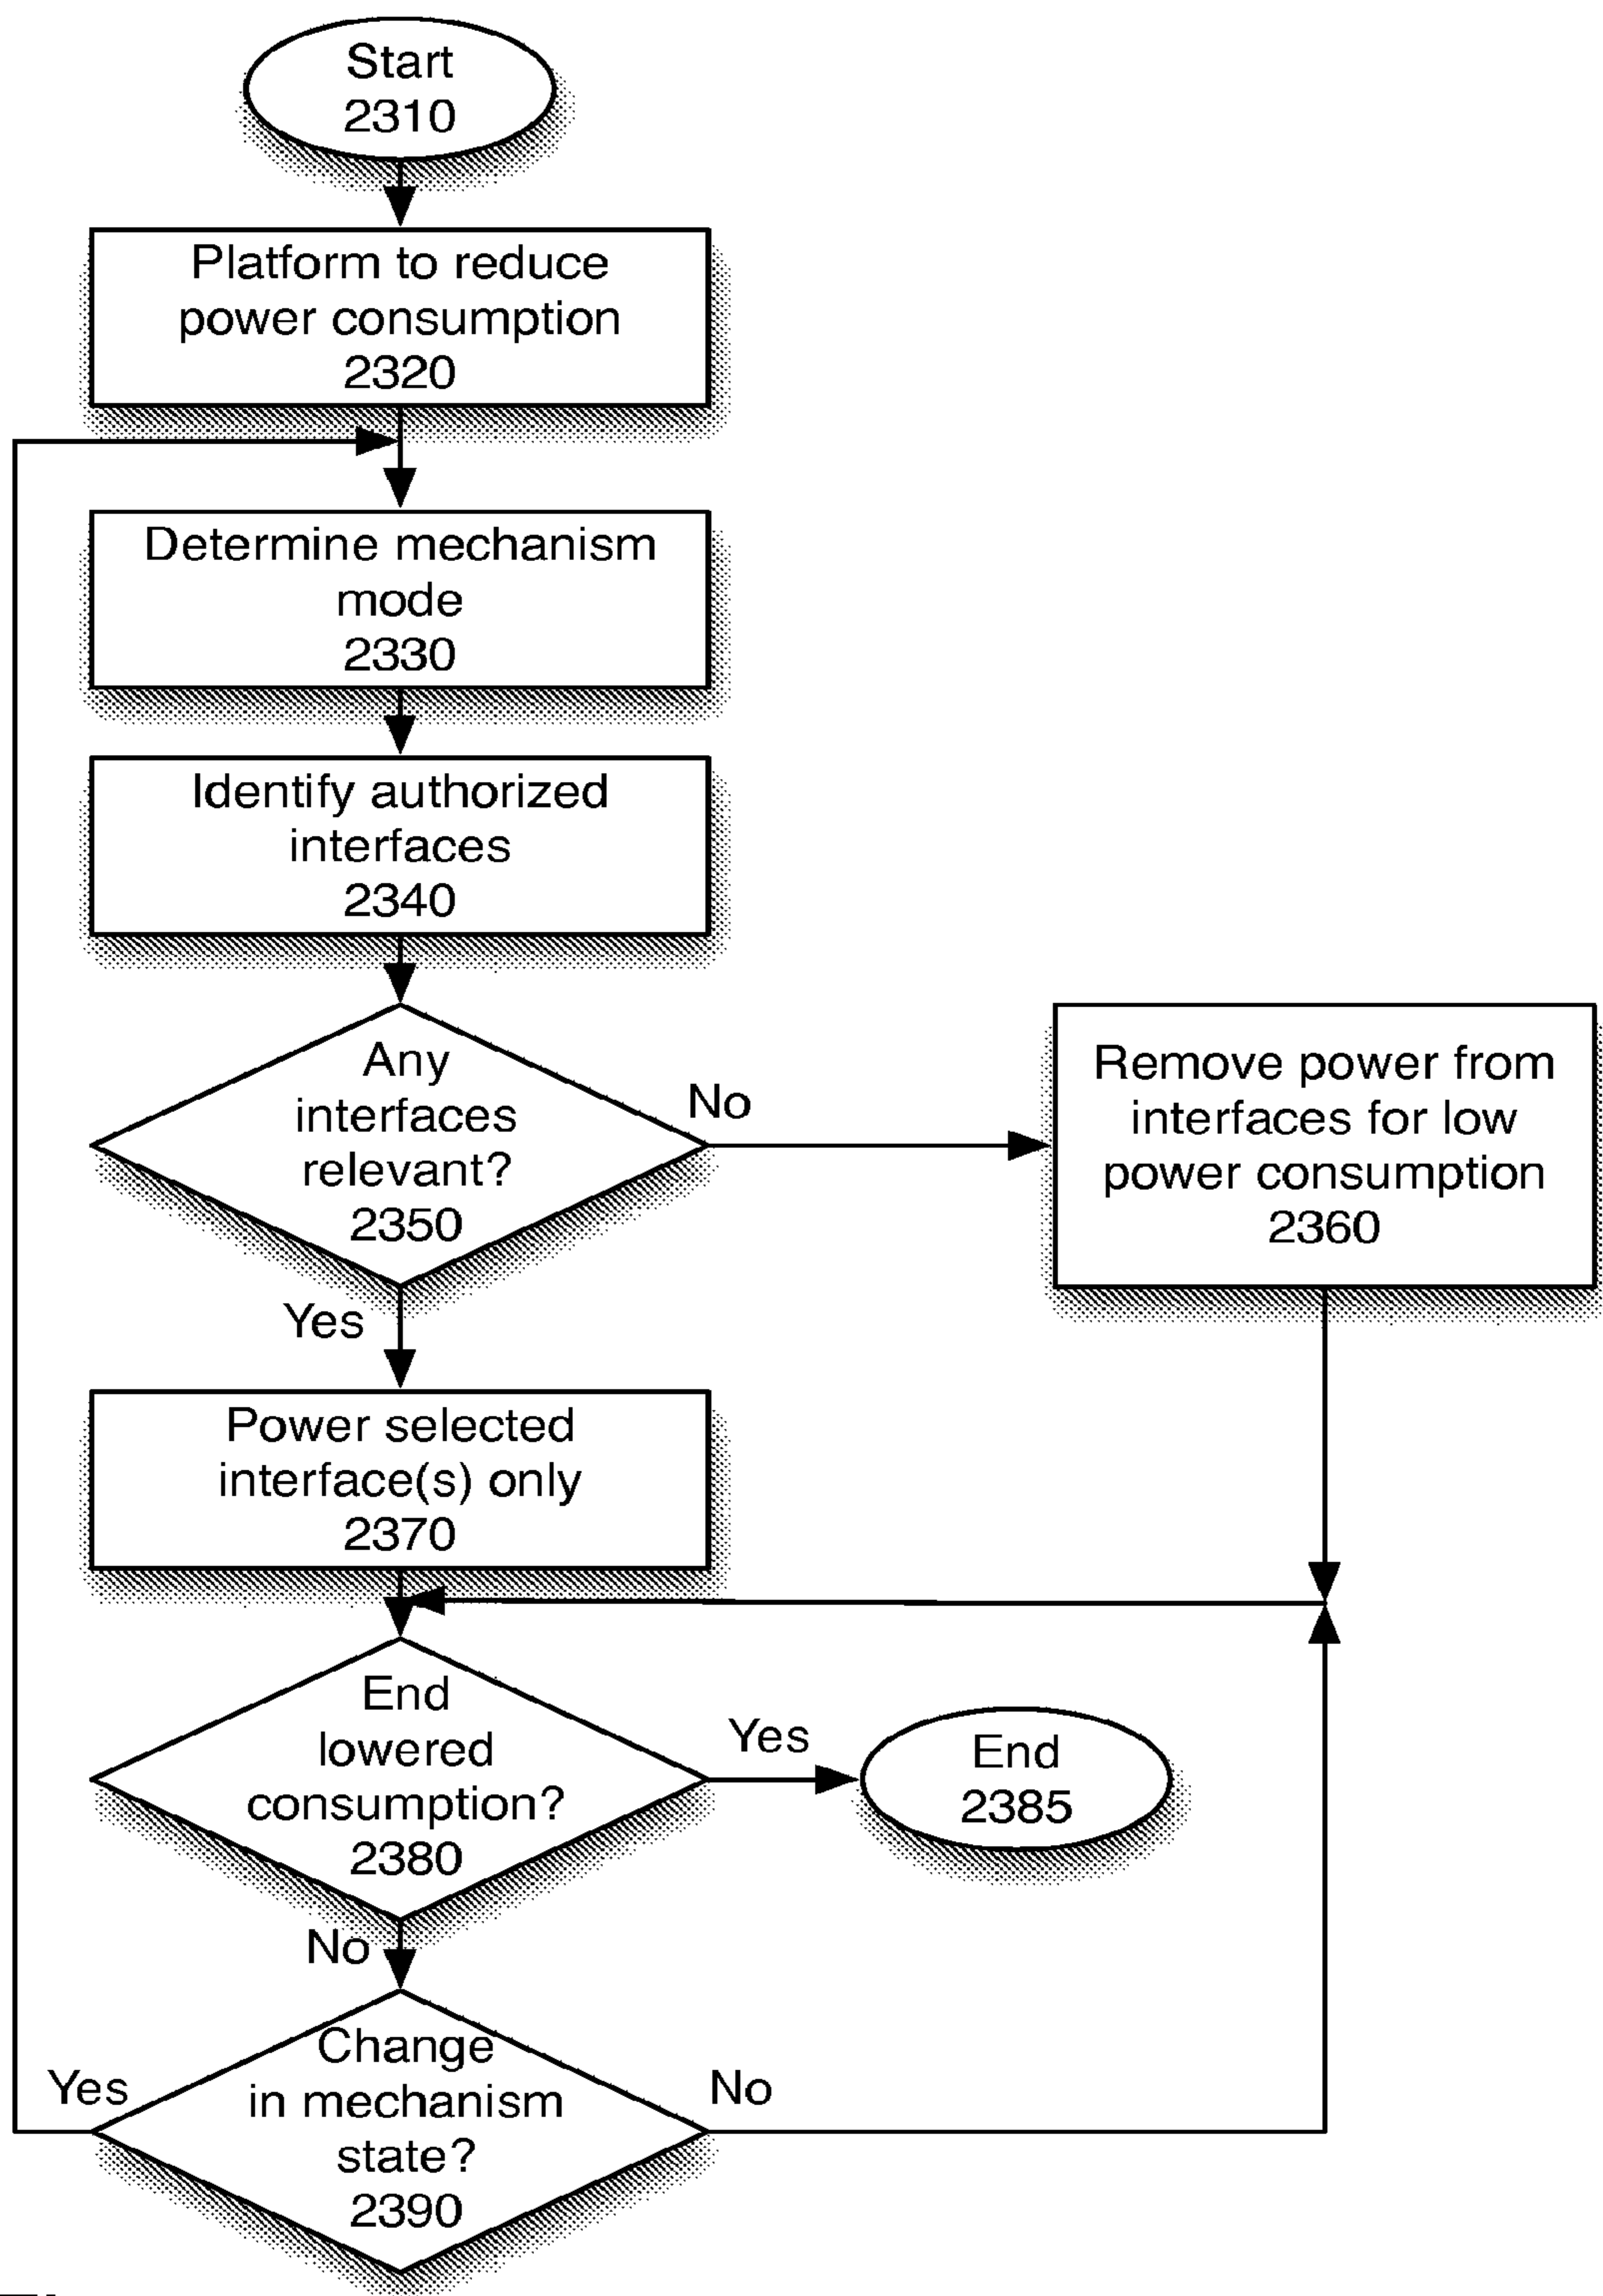 Start
2310
Platform to reduce
power consumption
2320
Determine mechanism
mode
2330
Identify authorized
interfaces
2340
Any
interfaces
relevant?
2350
No
Remove power from
interfaces for low
power consumption
2360
Yes
Power selected
interface(s) only
2370
End
lowered
consumption?
2380
Yes
End
2385
No
Change
in mechanism
state?
2390
Yes
No